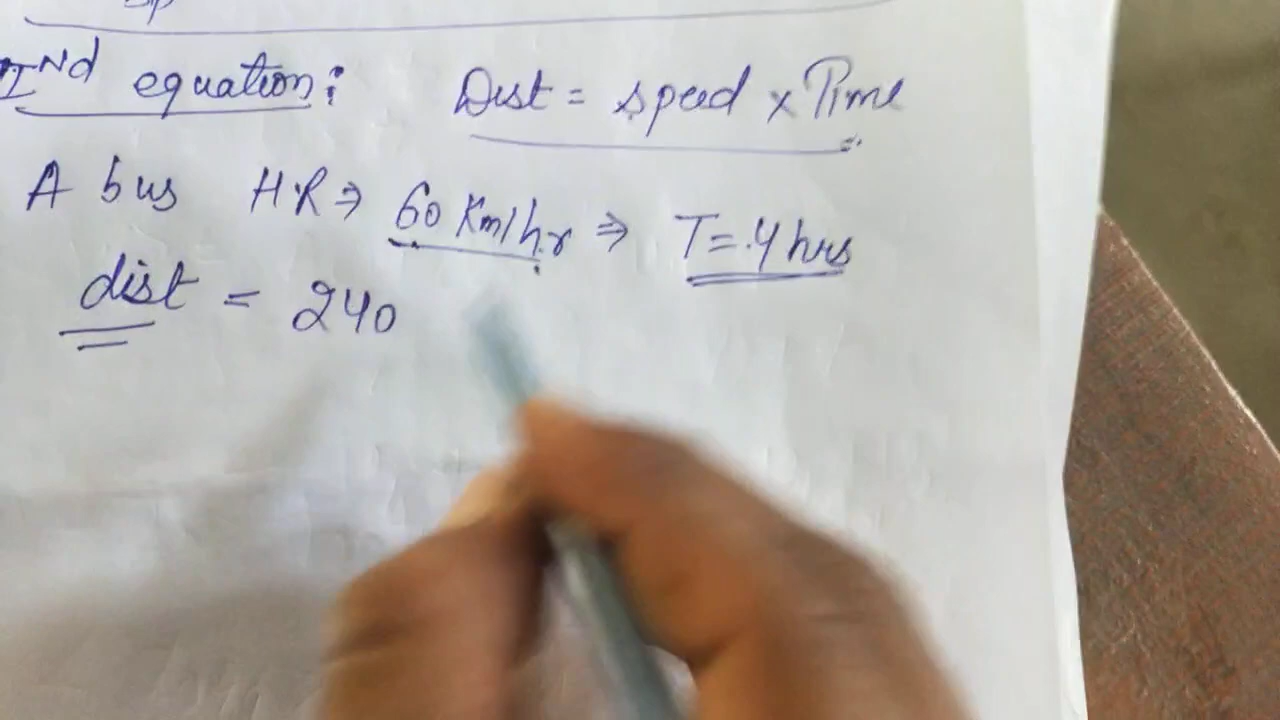 IInd equation: Dist = speed x Time
A bus HR ⇒ 60 Km/hr ⇒ T = 4 hrs
dist = 240